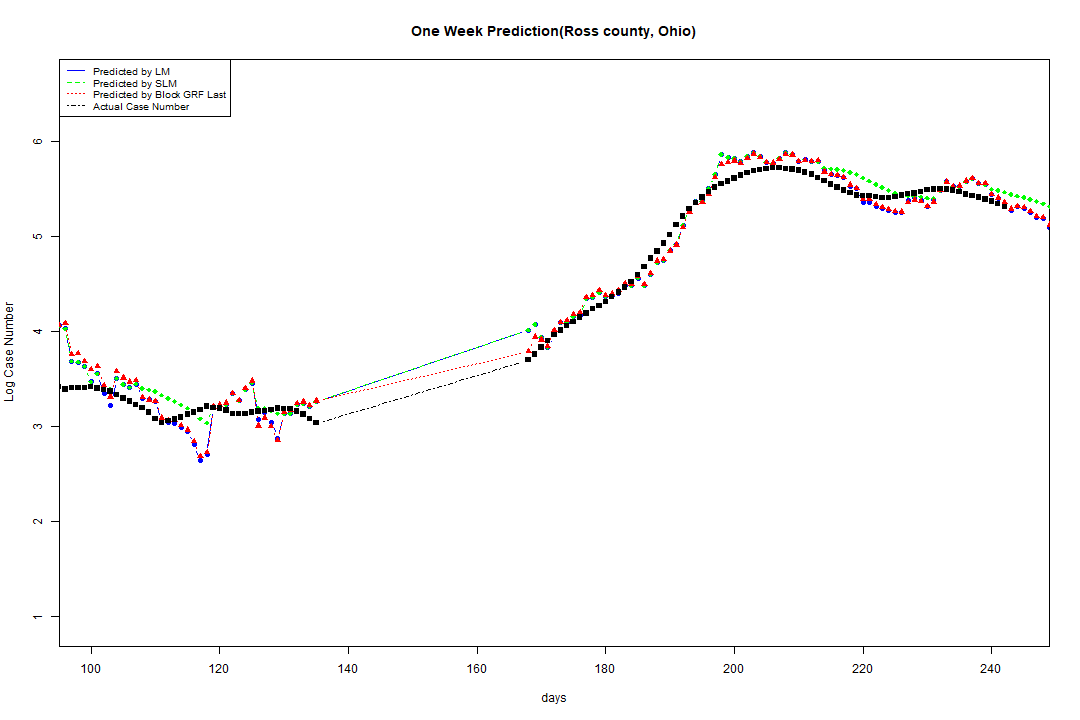 One Week Prediction(Ross county, Ohio)
Predicted by LM
Predicted by SLM
Predicted by Block GRF Last
Actual Case Number
6
5
4
3
2
1
Log Case Number
100 120 140 160 180 200 220 240
days